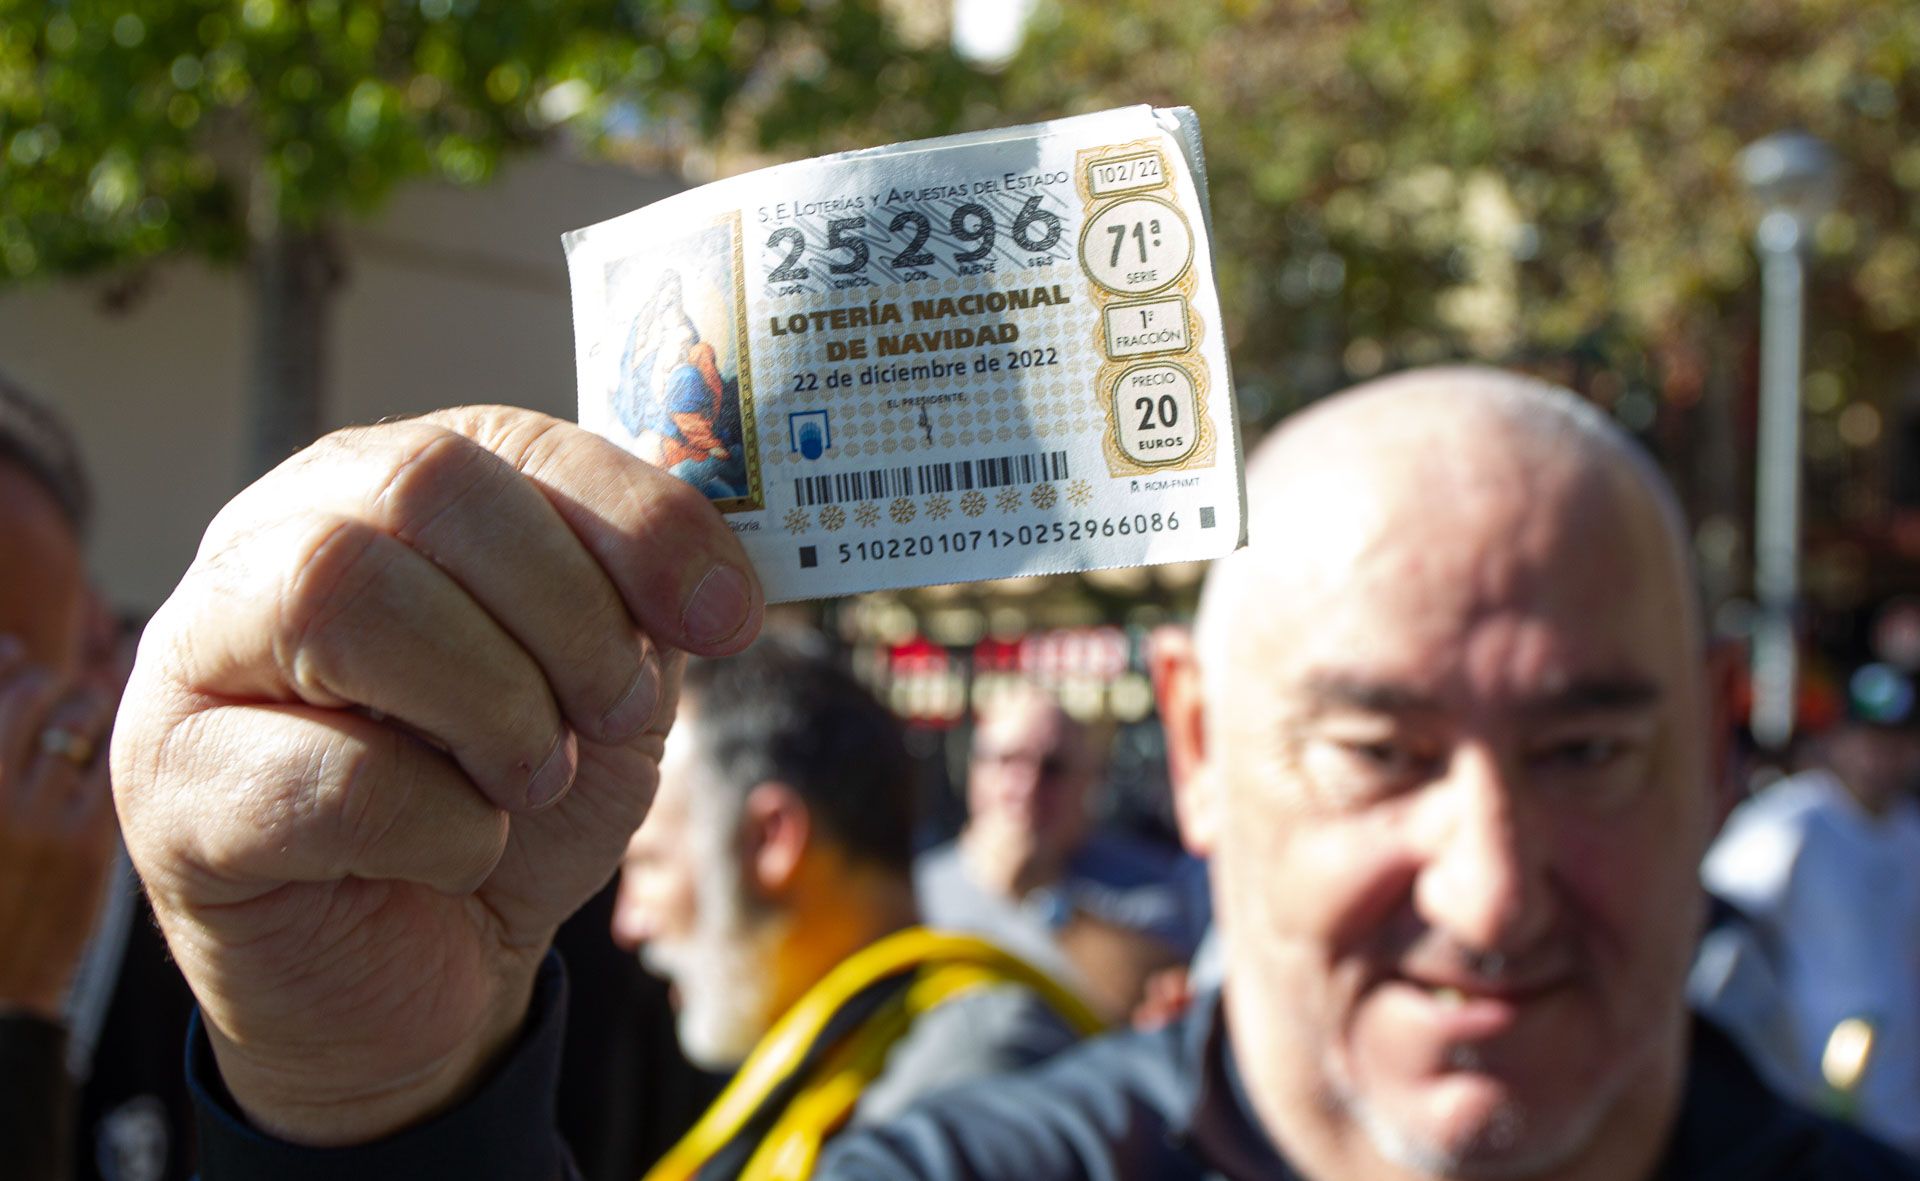 S. E. LOTERÍAS Y APUESTAS DEL ESTADO
25296
DOS CINCO DOS NUEVE SEIS
LOTERÍA NACIONAL
DE NAVIDAD
22 de diciembre de 2022
EL PRESIDENTE,
102/22
71ª
SERIE
1ª
FRACCIÓN
PRECIO
20
EUROS
RCM-FNMT
Gloria.
5102201071>0252966086